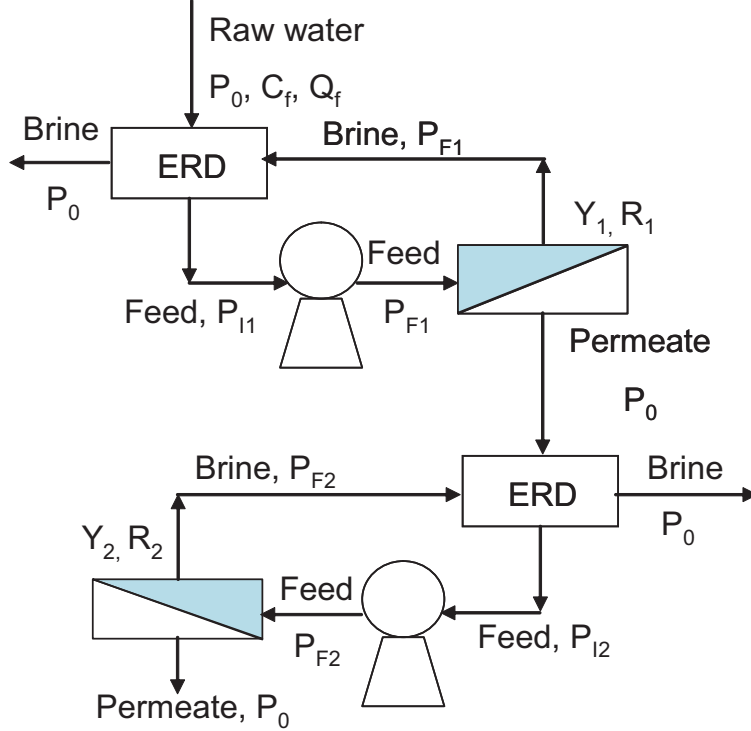 Raw water
P0, Cf, Qf
Brine
P0
ERD
Brine, PF1
Y1, R1
Feed
PF1
Feed, PI1
Permeate
P0
Brine, PF2
ERD
Brine
P0
Y2, R2
Feed
PF2
Feed, PI2
Permeate, P0